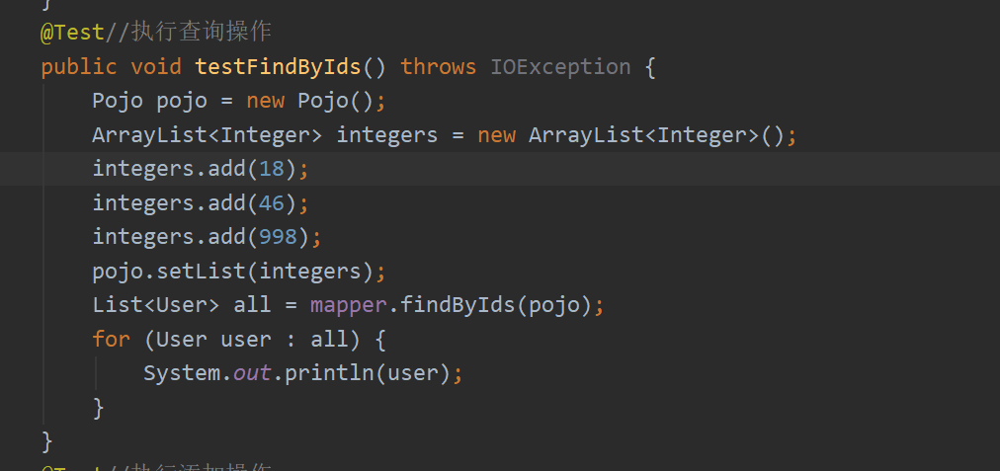 }
@Test//执行查询操作
public void testFindByIds() throws IOException {
    Pojo pojo = new Pojo();
    ArrayList<Integer> integers = new ArrayList<Integer>();
    integers.add(18);
    integers.add(46);
    integers.add(998);
    pojo.setList(integers);
    List<User> all = mapper.findByIds(pojo);
    for (User user : all) {
        System.out.println(user);
    }
}
@Test//执行添加操作